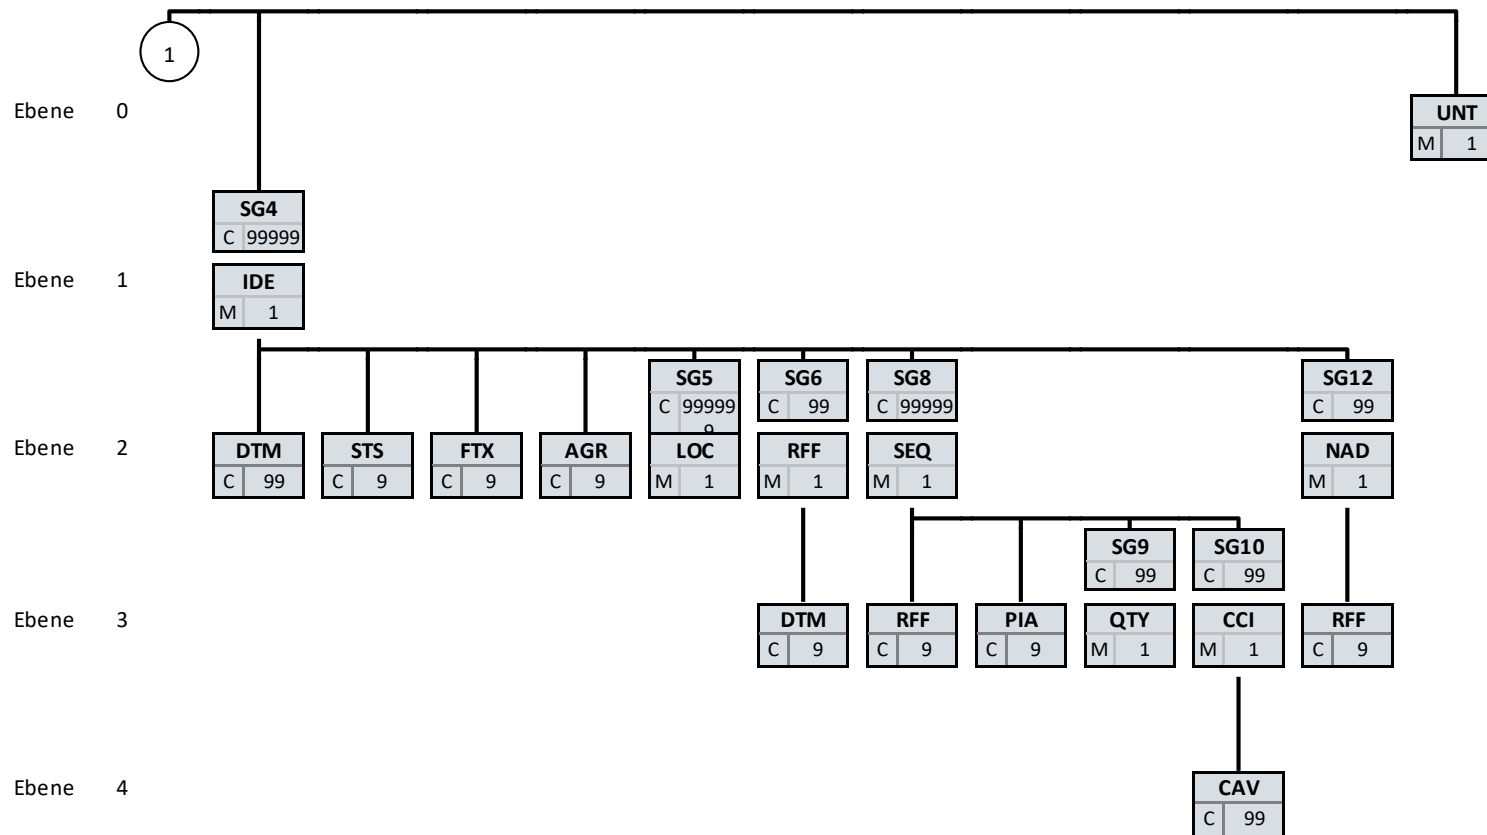 1
Ebene 0
UNT
M 1
SG4
C 99999
Ebene 1
IDE
M 1
SG5 SG6 SG8 SG12
C 99999 C 99 C 99999 C 99
9
Ebene 2
DTM STS FTX AGR LOC RFF SEQ NAD
C 99 C 9 C 9 C 9 M 1 M 1 M 1 M 1
SG9 SG10
C 99 C 99
Ebene 3
DTM RFF PIA QTY CCI RFF
C 9 C 9 C 9 M 1 M 1 C 9
Ebene 4
CAV
C 99